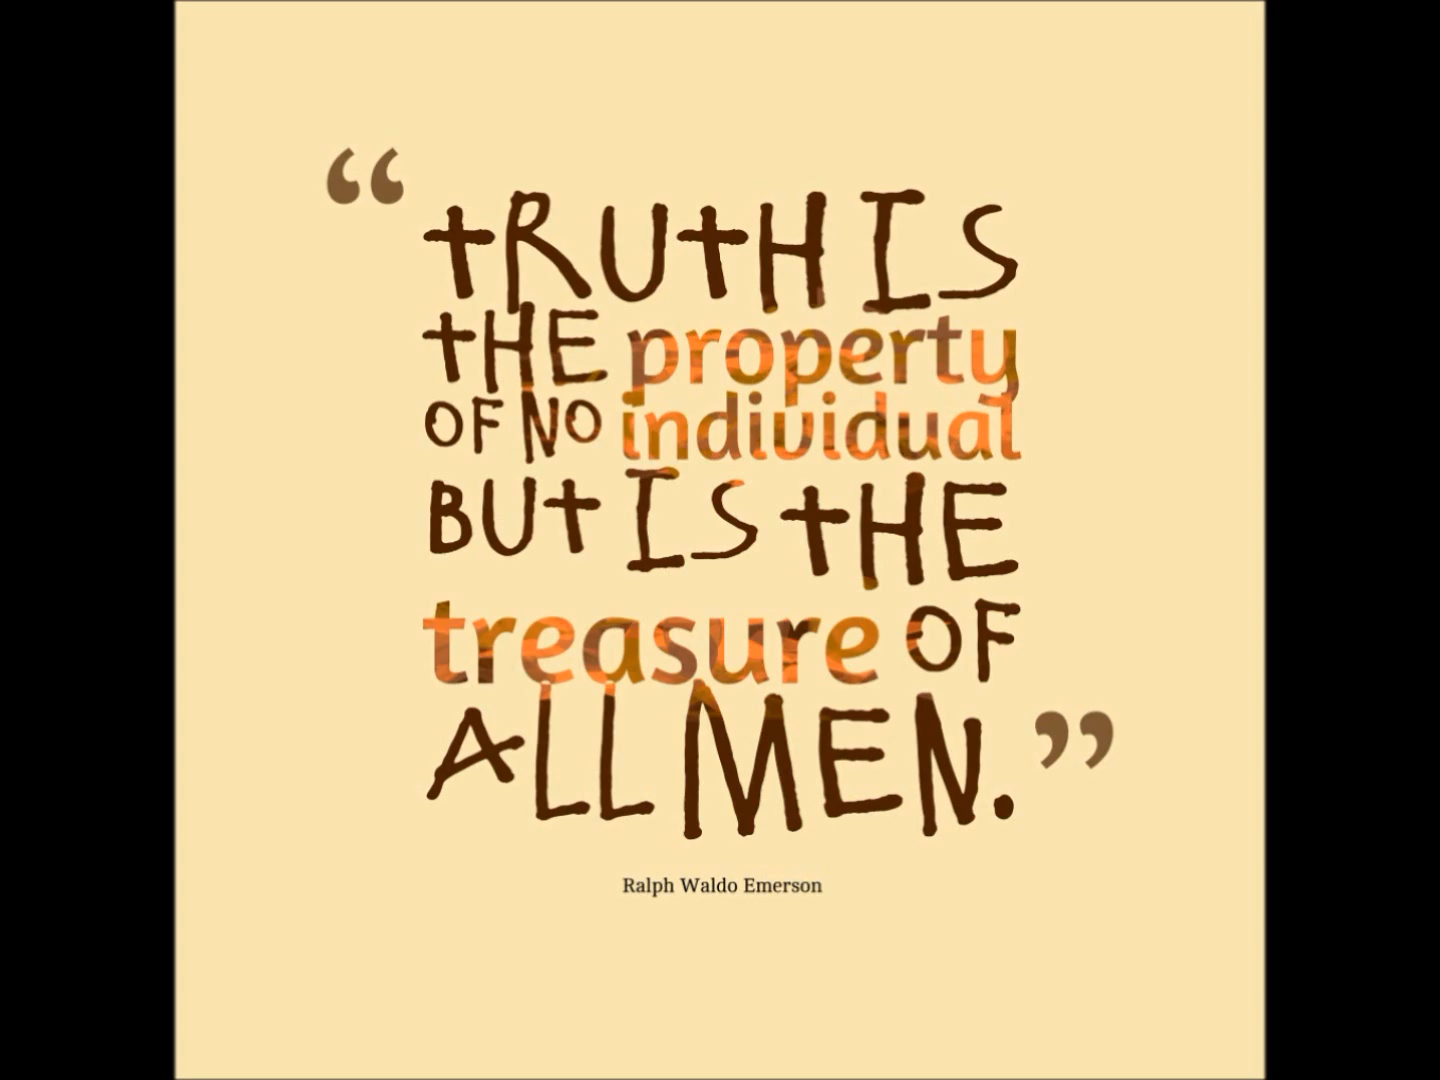 “tRUtH IS
tHE property
OF NO individual
BUt IS tHE
treasure OF
ALL MEN.”
Ralph Waldo Emerson